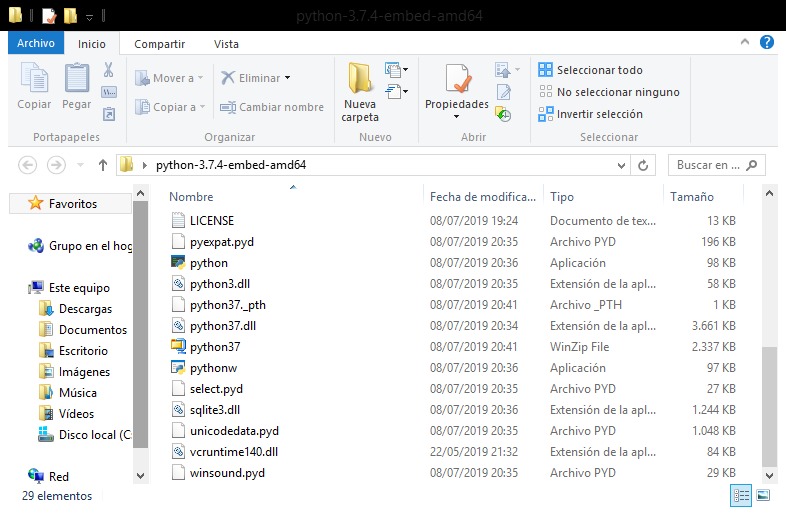 python-3.7.4-embed-amd64
Archivo Inicio Compartir Vista
Copiar Pegar Mover a Copiar a Eliminar Cambiar nombre Nueva carpeta Propiedades Seleccionar todo No seleccionar ninguno Invertir selección
Portapapeles Organizar Nuevo Abrir Seleccionar
python-3.7.4-embed-amd64 Buscar en ...
Favoritos
Grupo en el hog
Este equipo
Descargas
Documentos
Escritorio
Imágenes
Música
Vídeos
Disco local (C:
Red
Nombre Fecha de modifica... Tipo Tamaño
LICENSE 08/07/2019 19:24 Documento de tex... 13 KB
pyexpat.pyd 08/07/2019 20:35 Archivo PYD 196 KB
python 08/07/2019 20:36 Aplicación 98 KB
python3.dll 08/07/2019 20:35 Extensión de la apl... 58 KB
python37._pth 08/07/2019 20:41 Archivo _PTH 1 KB
python37.dll 08/07/2019 20:34 Extensión de la apl... 3.661 KB
python37 08/07/2019 20:41 WinZip File 2.337 KB
pythonw 08/07/2019 20:36 Aplicación 97 KB
select.pyd 08/07/2019 20:35 Archivo PYD 27 KB
sqlite3.dll 08/07/2019 20:36 Extensión de la apl... 1.244 KB
unicodedata.pyd 08/07/2019 20:35 Archivo PYD 1.048 KB
vcruntime140.dll 22/05/2019 21:32 Extensión de la apl... 84 KB
winsound.pyd 08/07/2019 20:35 Archivo PYD 29 KB
29 elementos